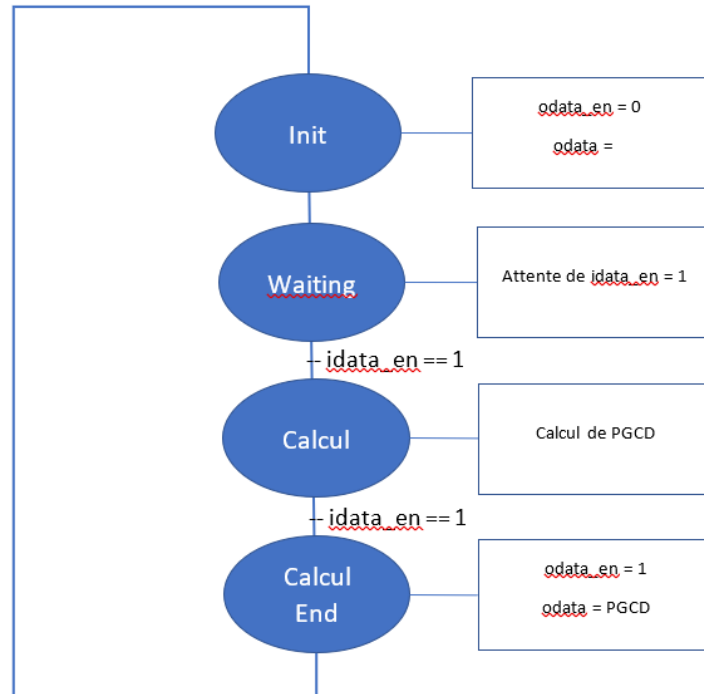 Init
odata_en = 0
odata =
Waiting
Attente de idata_en = 1
-- idata_en == 1
Calcul
Calcul de PGCD
-- idata_en == 1
Calcul
End
odata_en = 1
odata = PGCD